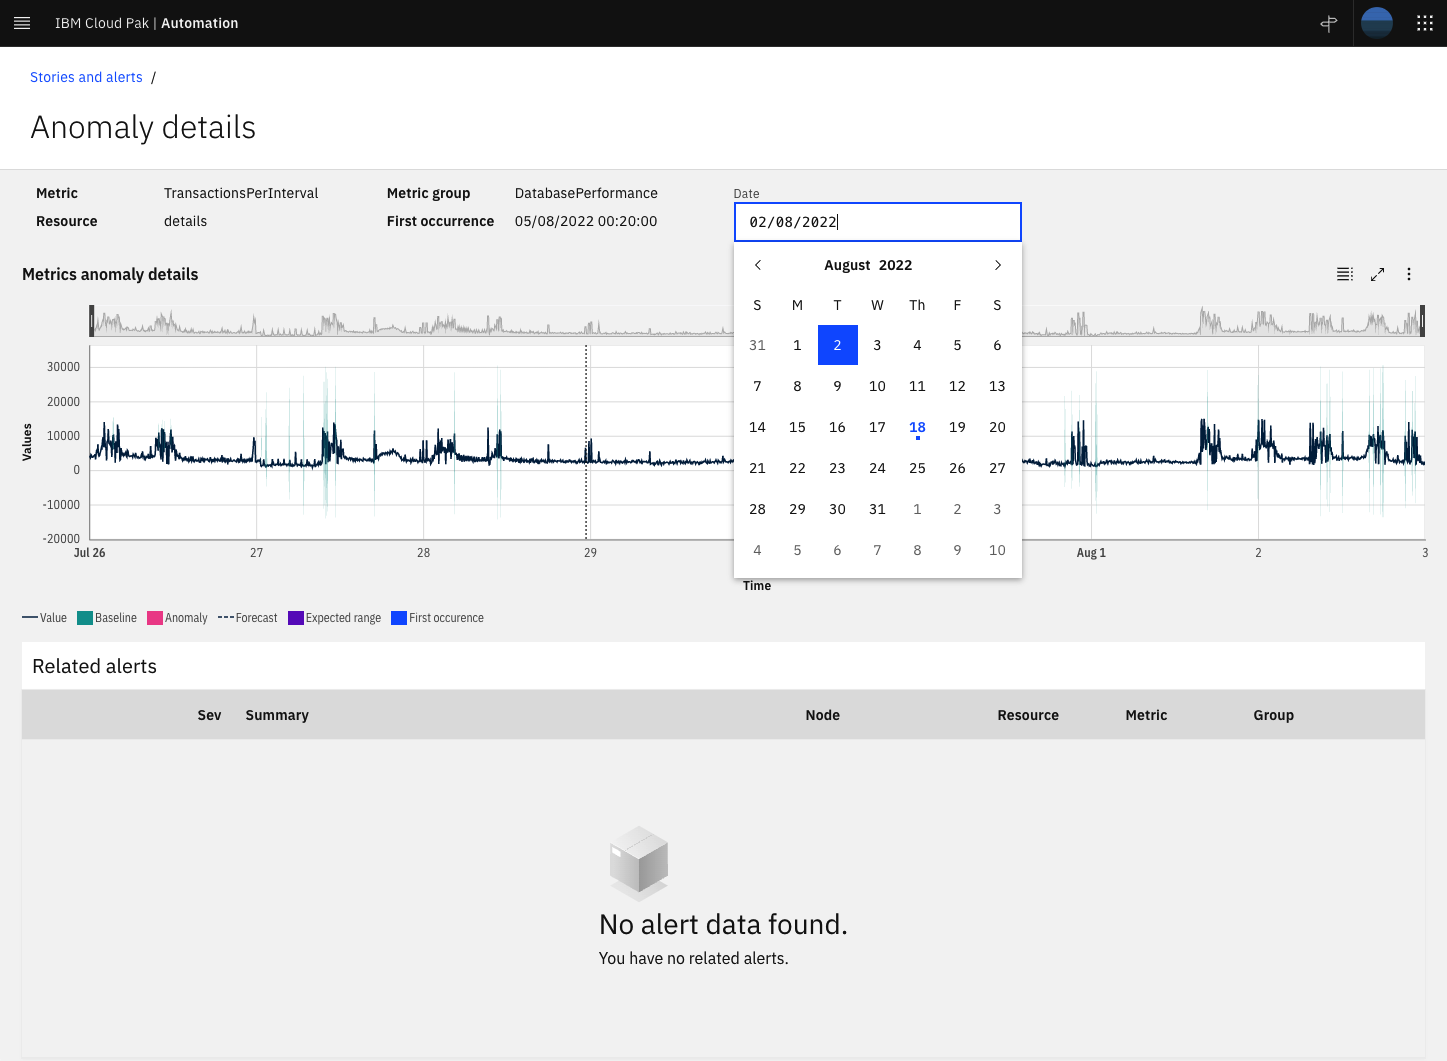 IBM Cloud Pak | Automation
Stories and alerts /
Anomaly details
Metric TransactionsPerInterval Metric group DatabasePerformance Date
Resource details First occurrence 05/08/2022 00:20:00 02/08/2022
Metrics anomaly details
August 2022
S M T W Th F S
31 1 2 3 4 5 6
7 8 9 10 11 12 13
14 15 16 17 18 19 20
21 22 23 24 25 26 27
28 29 30 31 1 2 3
4 5 6 7 8 9 10
Values
30000
20000
10000
0
-10000
-20000
Jul 26 27 28 29 Aug 1 2 3
Time
Value Baseline Anomaly Forecast Expected range First occurence
Related alerts
Sev Summary Node Resource Metric Group
No alert data found.
You have no related alerts.